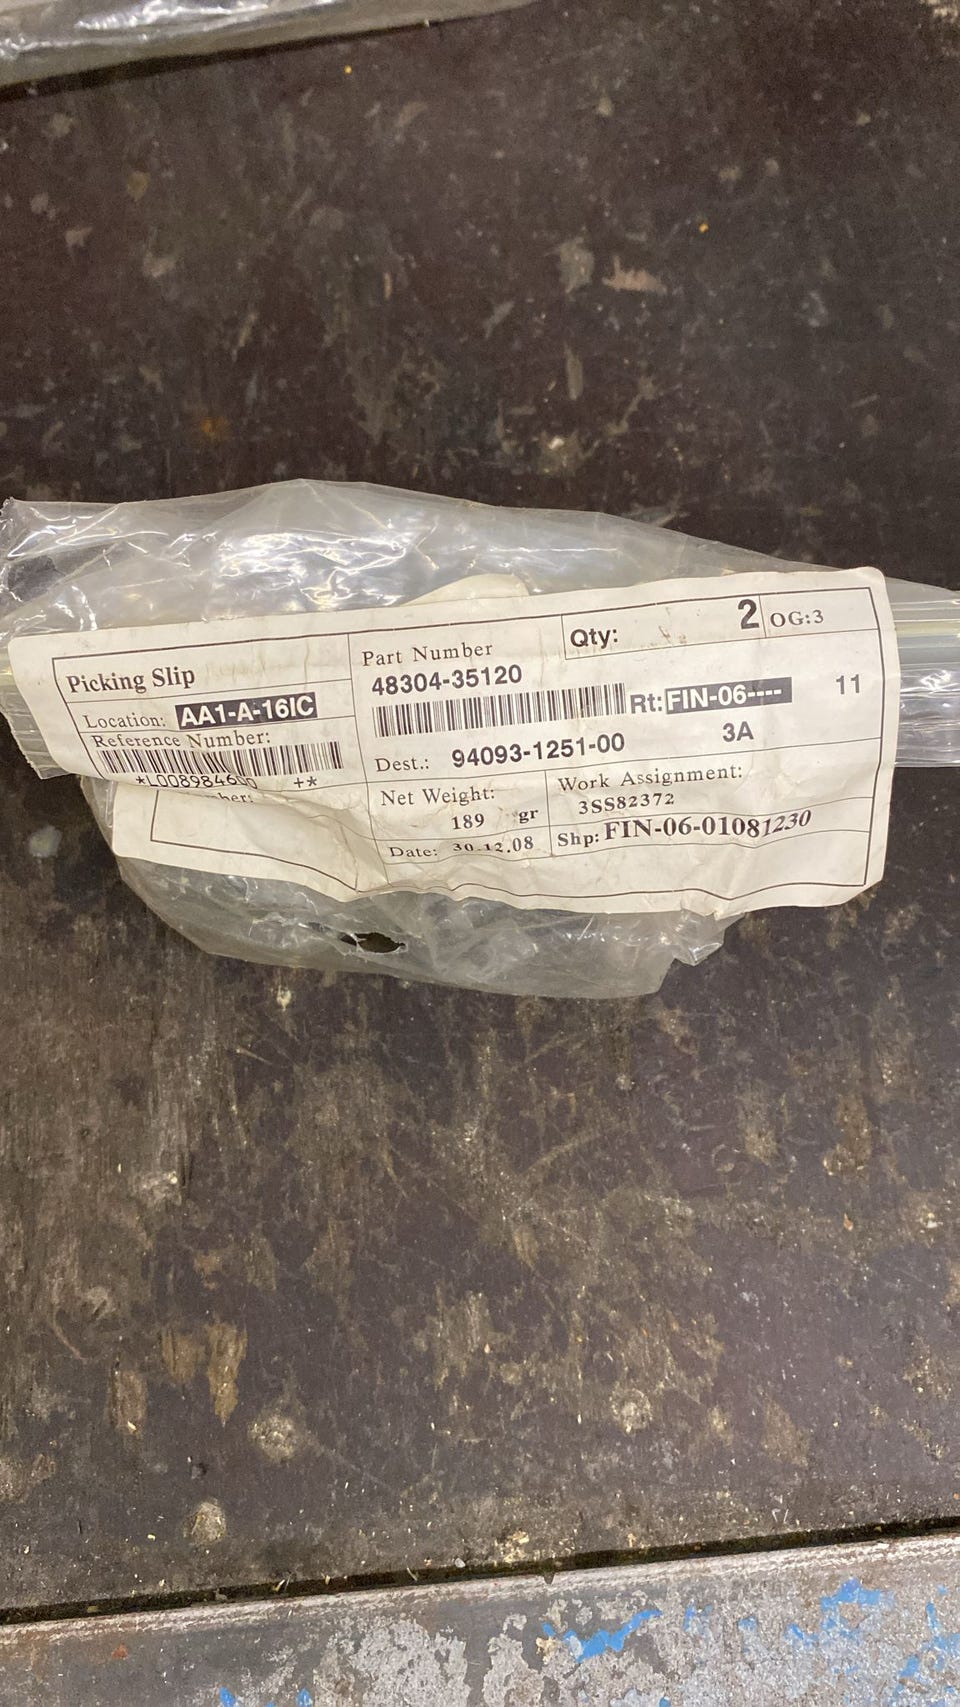 Picking Slip
Location: AA1-A-16IC
Reference Number:
+*
Part Number
48304-35120
Qty: 2
OG:3
Rt: FIN-06----
11
Dest.: 94093-1251-00
3A
Net Weight:
189 gr
Date: 30.12.08
Work Assignment:
3SS82372
Shp: FIN-06-01081230